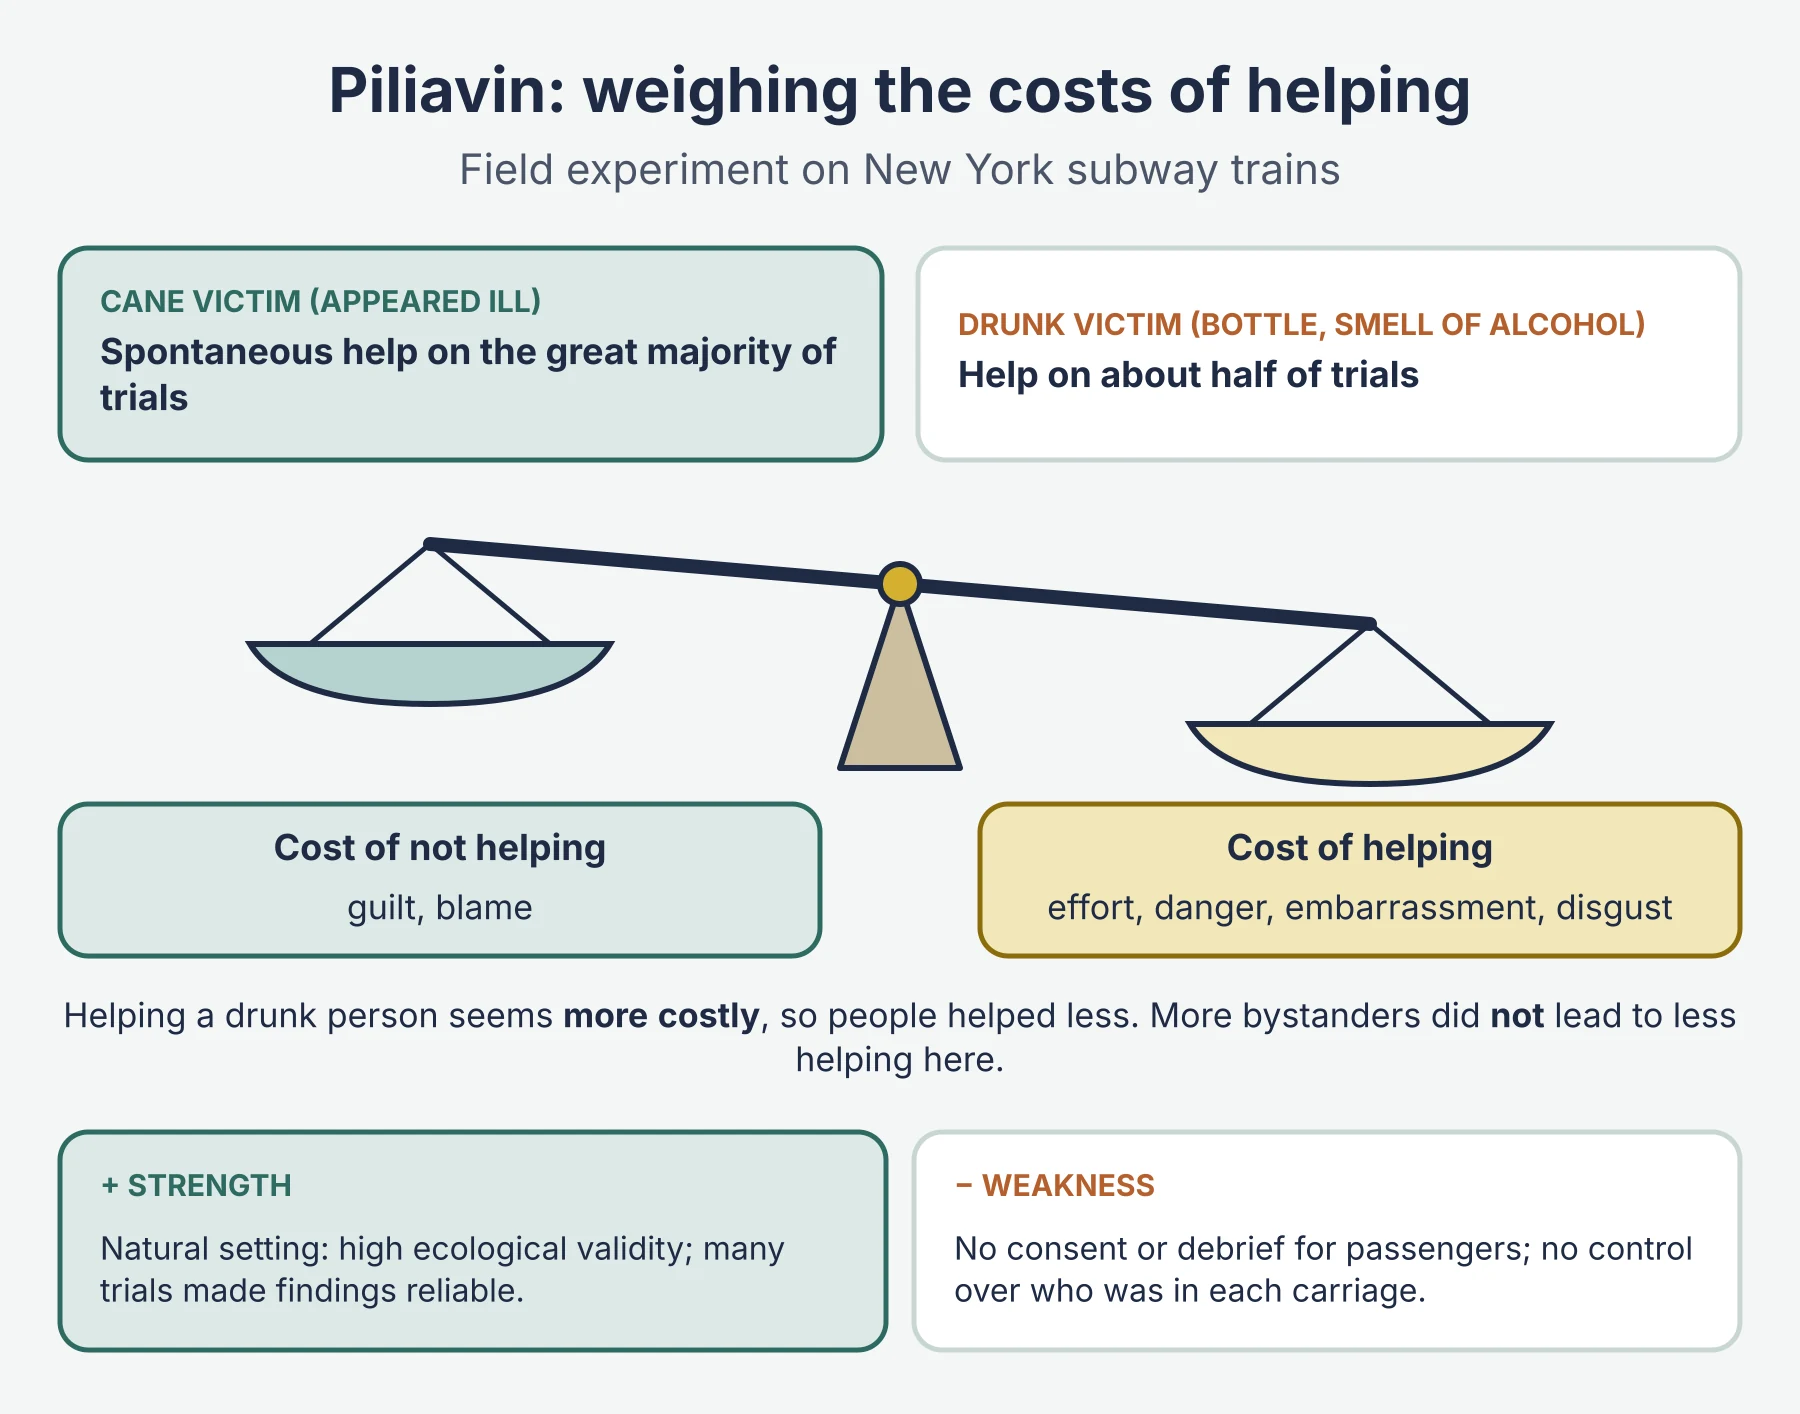 Piliavin: weighing the costs of helping
Field experiment on New York subway trains
CANE VICTIM (APPEARED ILL)
Spontaneous help on the great majority of
trials
DRUNK VICTIM (BOTTLE, SMELL OF ALCOHOL)
Help on about half of trials
Cost of not helping
guilt, blame
Cost of helping
effort, danger, embarrassment, disgust
Helping a drunk person seems more costly, so people helped less. More bystanders did not lead to less
helping here.
+ STRENGTH
Natural setting: high ecological validity; many
trials made findings reliable.
− WEAKNESS
No consent or debrief for passengers; no control
over who was in each carriage.